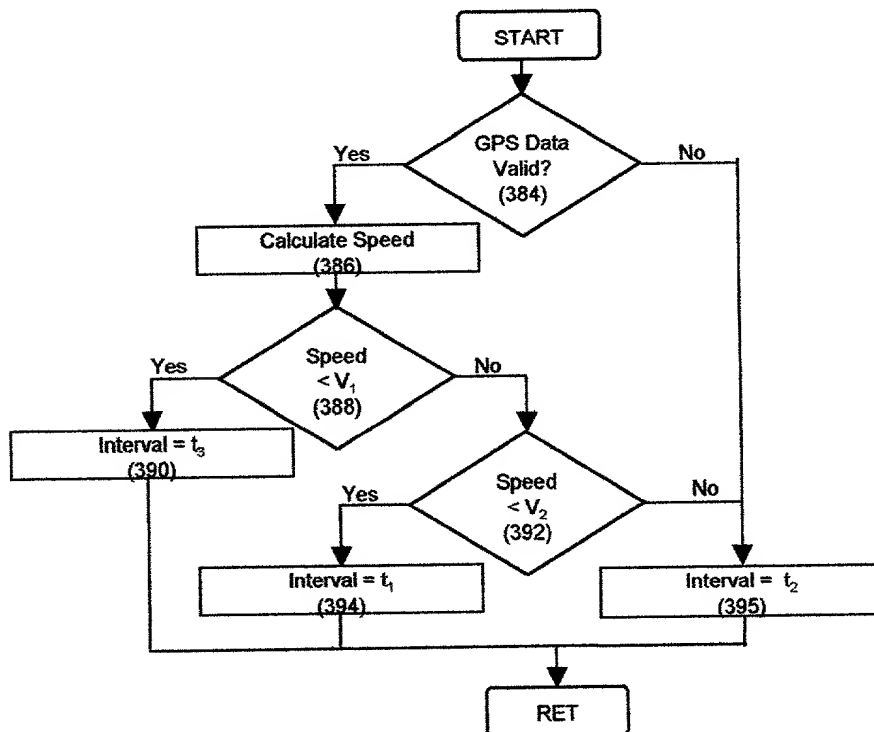 START
GPS Data
Valid?
(384)
Yes
No
Calculate Speed
(386)
Speed
< V₁
(388)
Yes
No
Interval = t₃
(390)
Speed
< V₂
(392)
Yes
No
Interval = t₁
(394)
Interval = t₂
(395)
RET